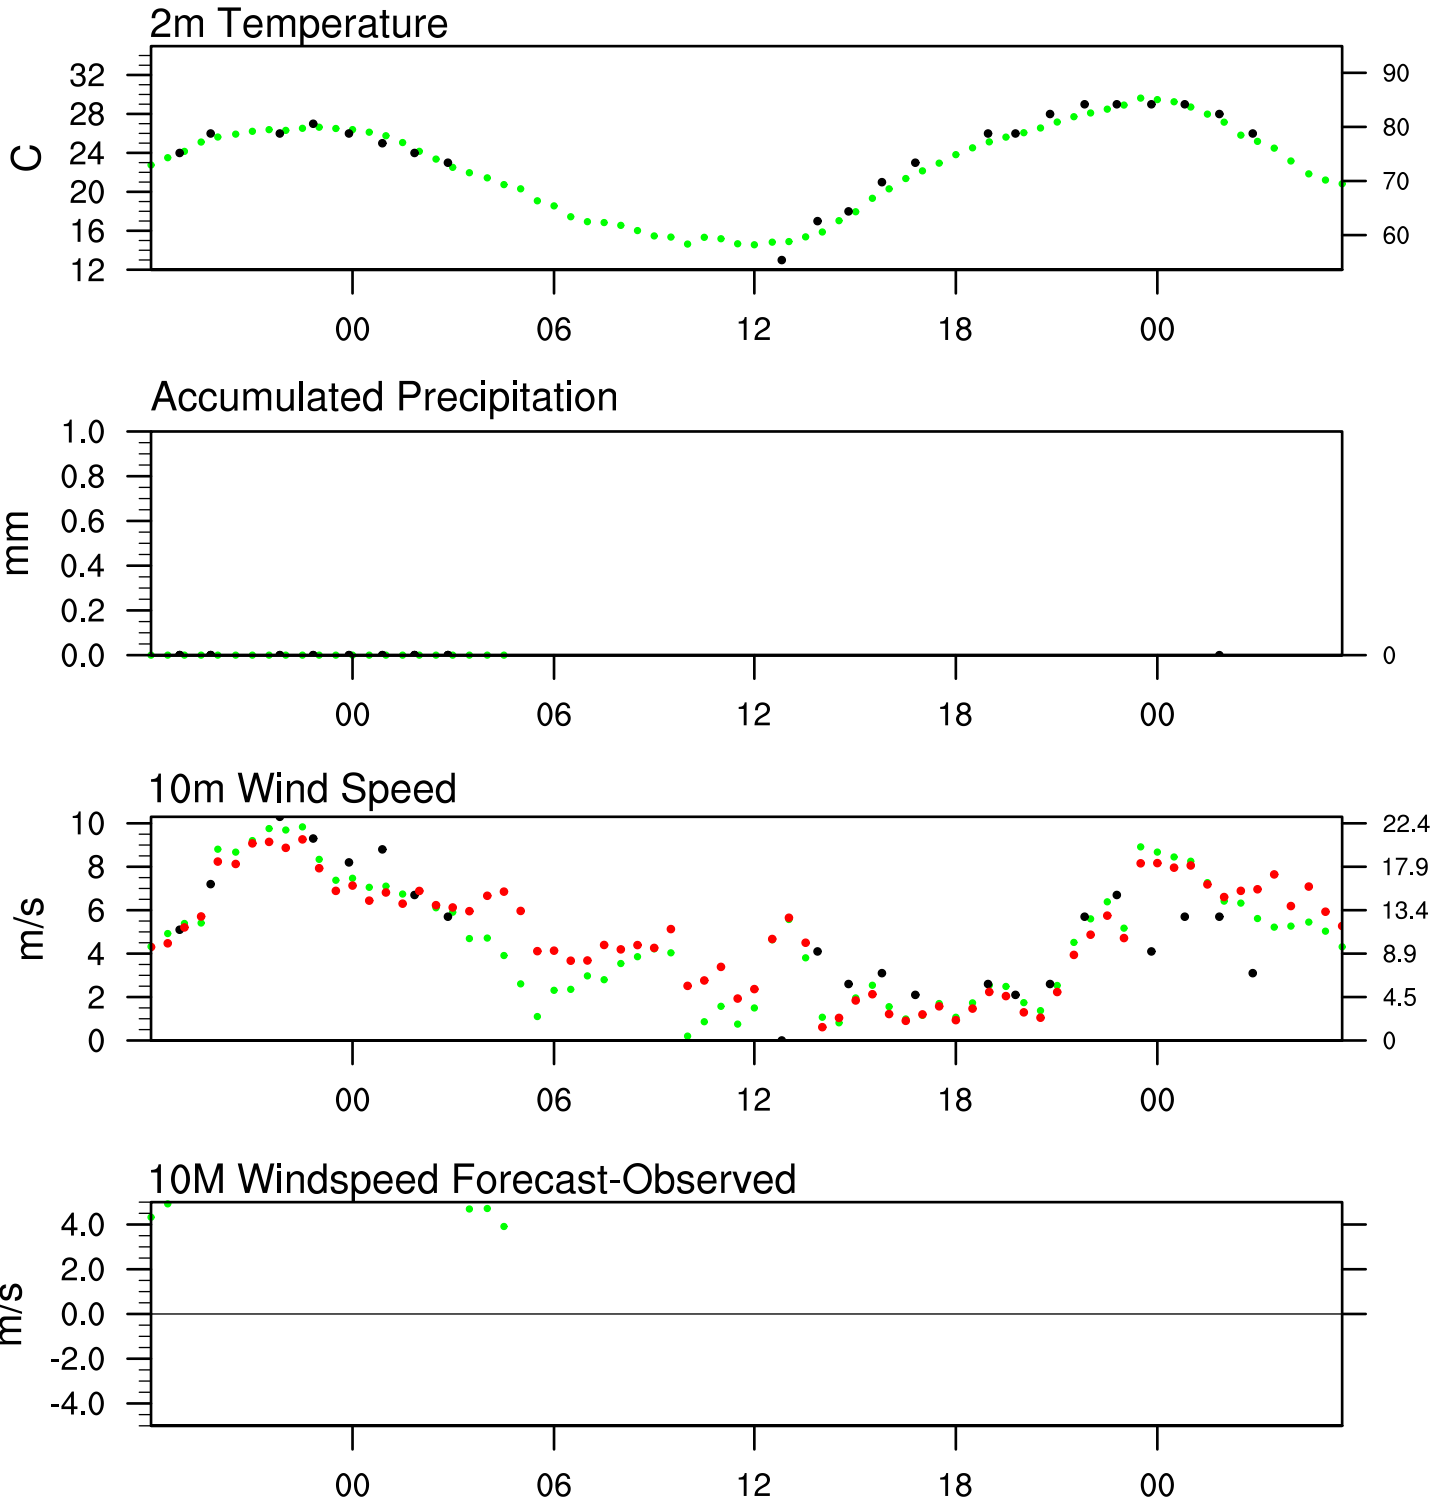 2m Temperature
32
28
24
20
16
12
C
90
80
70
60
00 06 12 18 00
Accumulated Precipitation
1.0
0.8
0.6
0.4
0.2
0.0
mm
0
00 06 12 18 00
10m Wind Speed
10
8
6
4
2
0
m/s
22.4
17.9
13.4
8.9
4.5
0
00 06 12 18 00
10M Windspeed Forecast-Observed
4.0
2.0
0.0
-2.0
-4.0
m/s
00 06 12 18 00